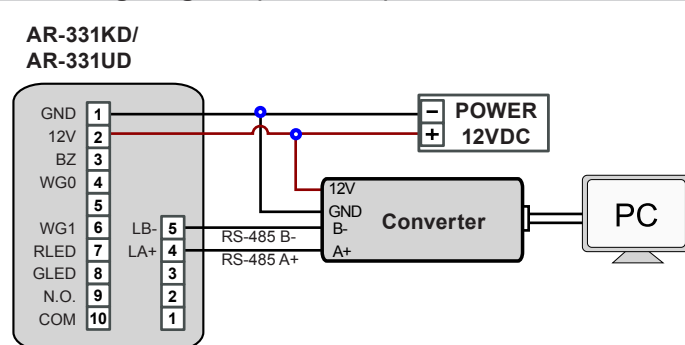 AR-331KD/
AR-331UD
GND 1
12V 2
BZ 3
WG0 4
5
WG1 6
RLED 7
GLED 8
N.O. 9
COM 10
LB- 5
LA+ 4
3
2
1
RS-485 B-
RS-485 A+
- POWER
+ 12VDC
12V
GND
B-
A+
Converter
PC